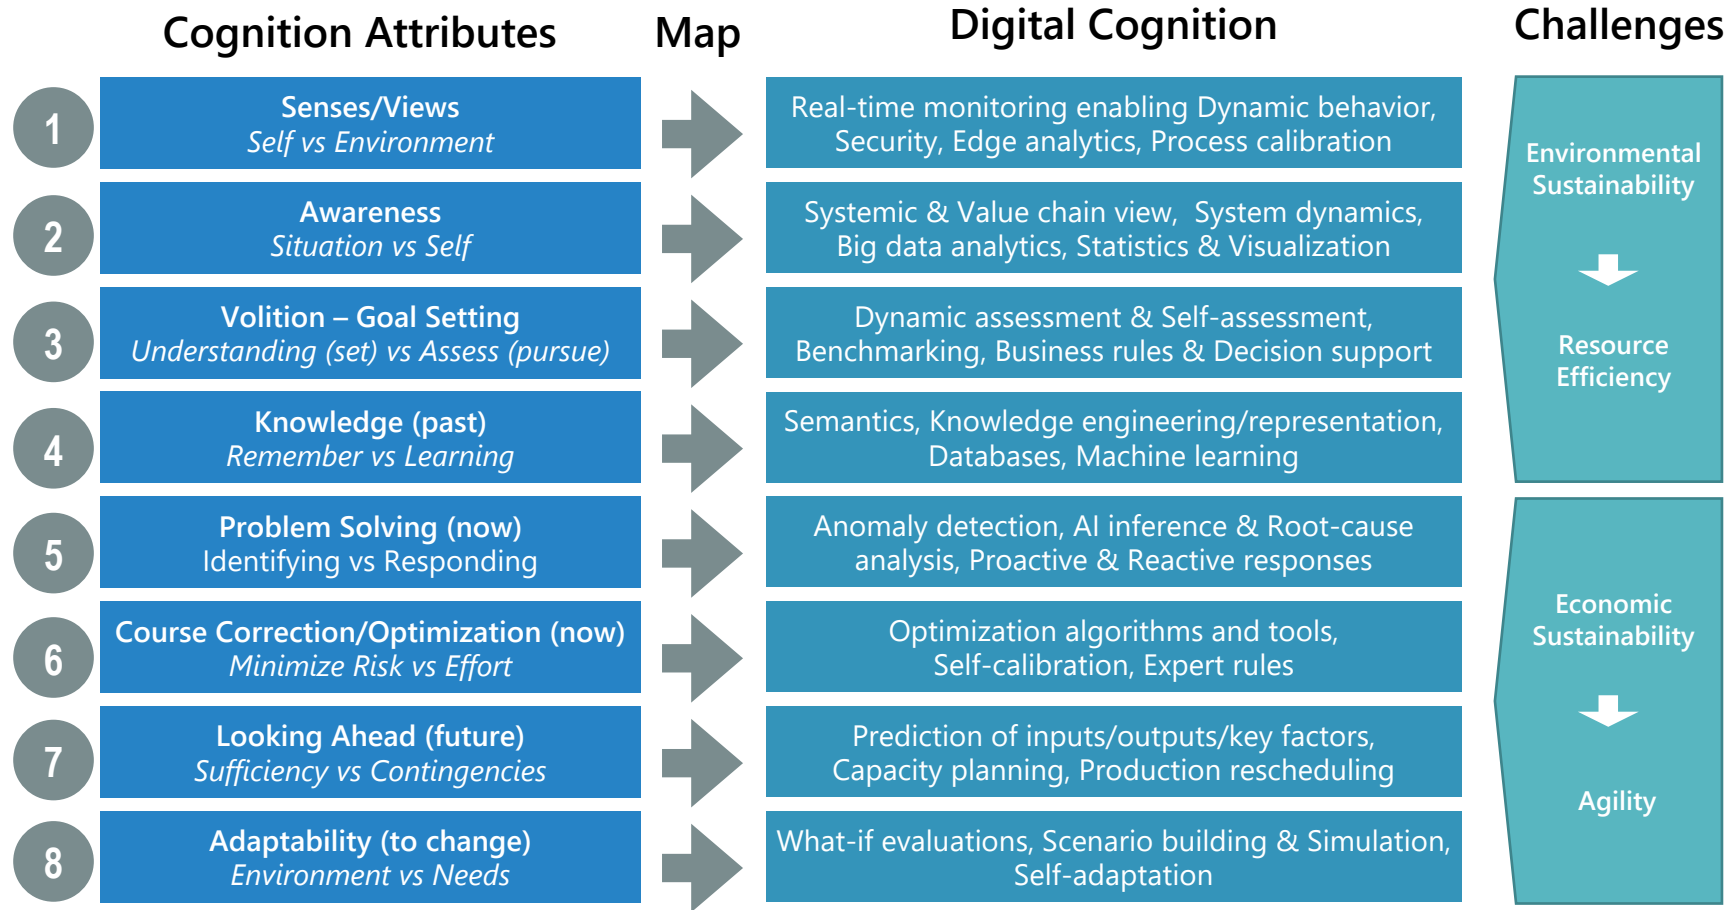 Cognition Attributes
Map
Digital Cognition
Challenges
1
Senses/Views
Self vs Environment
Real-time monitoring enabling Dynamic behavior,
Security, Edge analytics, Process calibration
2
Awareness
Situation vs Self
Systemic & Value chain view,  System dynamics,
Big data analytics, Statistics & Visualization
3
Volition – Goal Setting
Understanding (set) vs Assess (pursue)
Dynamic assessment & Self-assessment,
Benchmarking, Business rules & Decision support
4
Knowledge (past)
Remember vs Learning
Semantics, Knowledge engineering/representation,
Databases, Machine learning
Environmental
Sustainability
Resource
Efficiency
5
Problem Solving (now)
Identifying vs Responding
Anomaly detection, AI inference & Root-cause
analysis, Proactive & Reactive responses
6
Course Correction/Optimization (now)
Minimize Risk vs Effort
Optimization algorithms and tools,
Self-calibration, Expert rules
7
Looking Ahead (future)
Sufficiency vs Contingencies
Prediction of inputs/outputs/key factors,
Capacity planning, Production rescheduling
8
Adaptability (to change)
Environment vs Needs
What-if evaluations, Scenario building & Simulation,
Self-adaptation
Economic
Sustainability
Agility